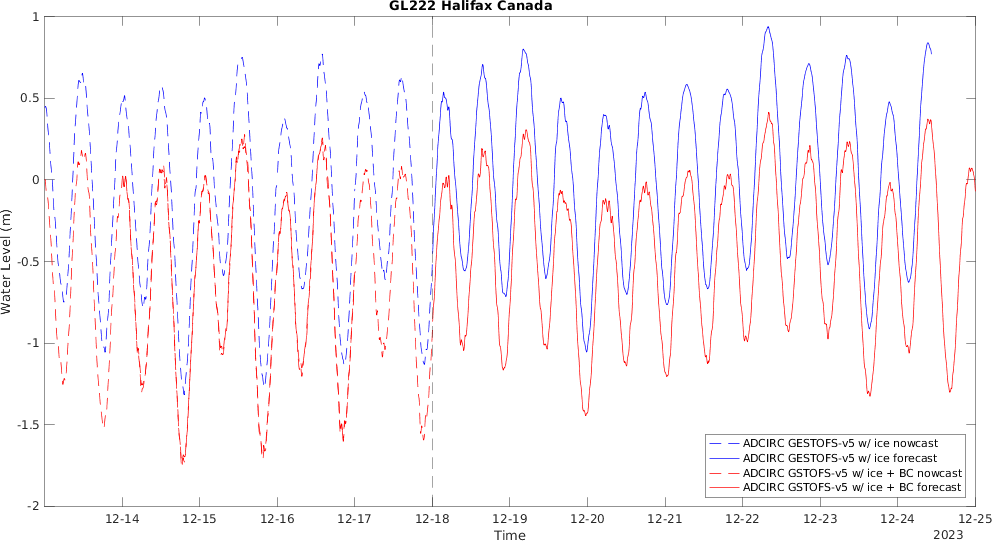 GL222 Halifax Canada
1
0.5
0
-0.5
-1
-1.5
-2
Water Level (m)
ADCIRC GESTOFS-v5 w/ ice nowcast
ADCIRC GESTOFS-v5 w/ ice forecast
ADCIRC GSTOFS-v5 w/ ice + BC nowcast
ADCIRC GSTOFS-v5 w/ ice + BC forecast
12-14 12-15 12-16 12-17 12-18 12-19 12-20 12-21 12-22 12-23 12-24 12-25
Time
2023